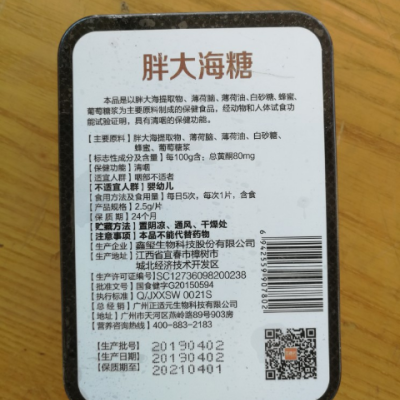 胖大海糖
本品是以胖大海提取物、薄荷脑、薄荷油、白砂糖、蜂蜜、
葡萄糖浆为主要原料制成的保健食品，经动物和人体试食功
能试验证明，具有清咽的保健功能。
【主要原料】胖大海提取物、薄荷脑、薄荷油、白砂糖、
蜂蜜、葡萄糖浆
【标志性成分及含量】每100g含：总黄酮80mg
【保健功能】清咽
【适宜人群】咽部不适者
【不适宜人群】婴幼儿
【食用方法及食用量】每日5次，每次1片，含食
【产品规格】2.5g/片
【保 质 期】24个月
【贮藏方法】置阴凉、通风、干燥处
【注意事项】本品不能代替药物
【生产企业】鑫玺生物科技股份有限公司
【生产地址】江西省宜春市樟树市
城北经济技术开发区
【生产许可证编号】SC12736098200238
【批准文号】国食健字G20150594
【执行标准】Q/JXXSW 0021S
【总 经 销】广州正适元生物科技有限公司
【地址】广州市天河区燕岭路89号903房
【营养咨询热线】400-883-2183
【生产批号】20190402
【生产日期】20190402
【保质期至】20210401